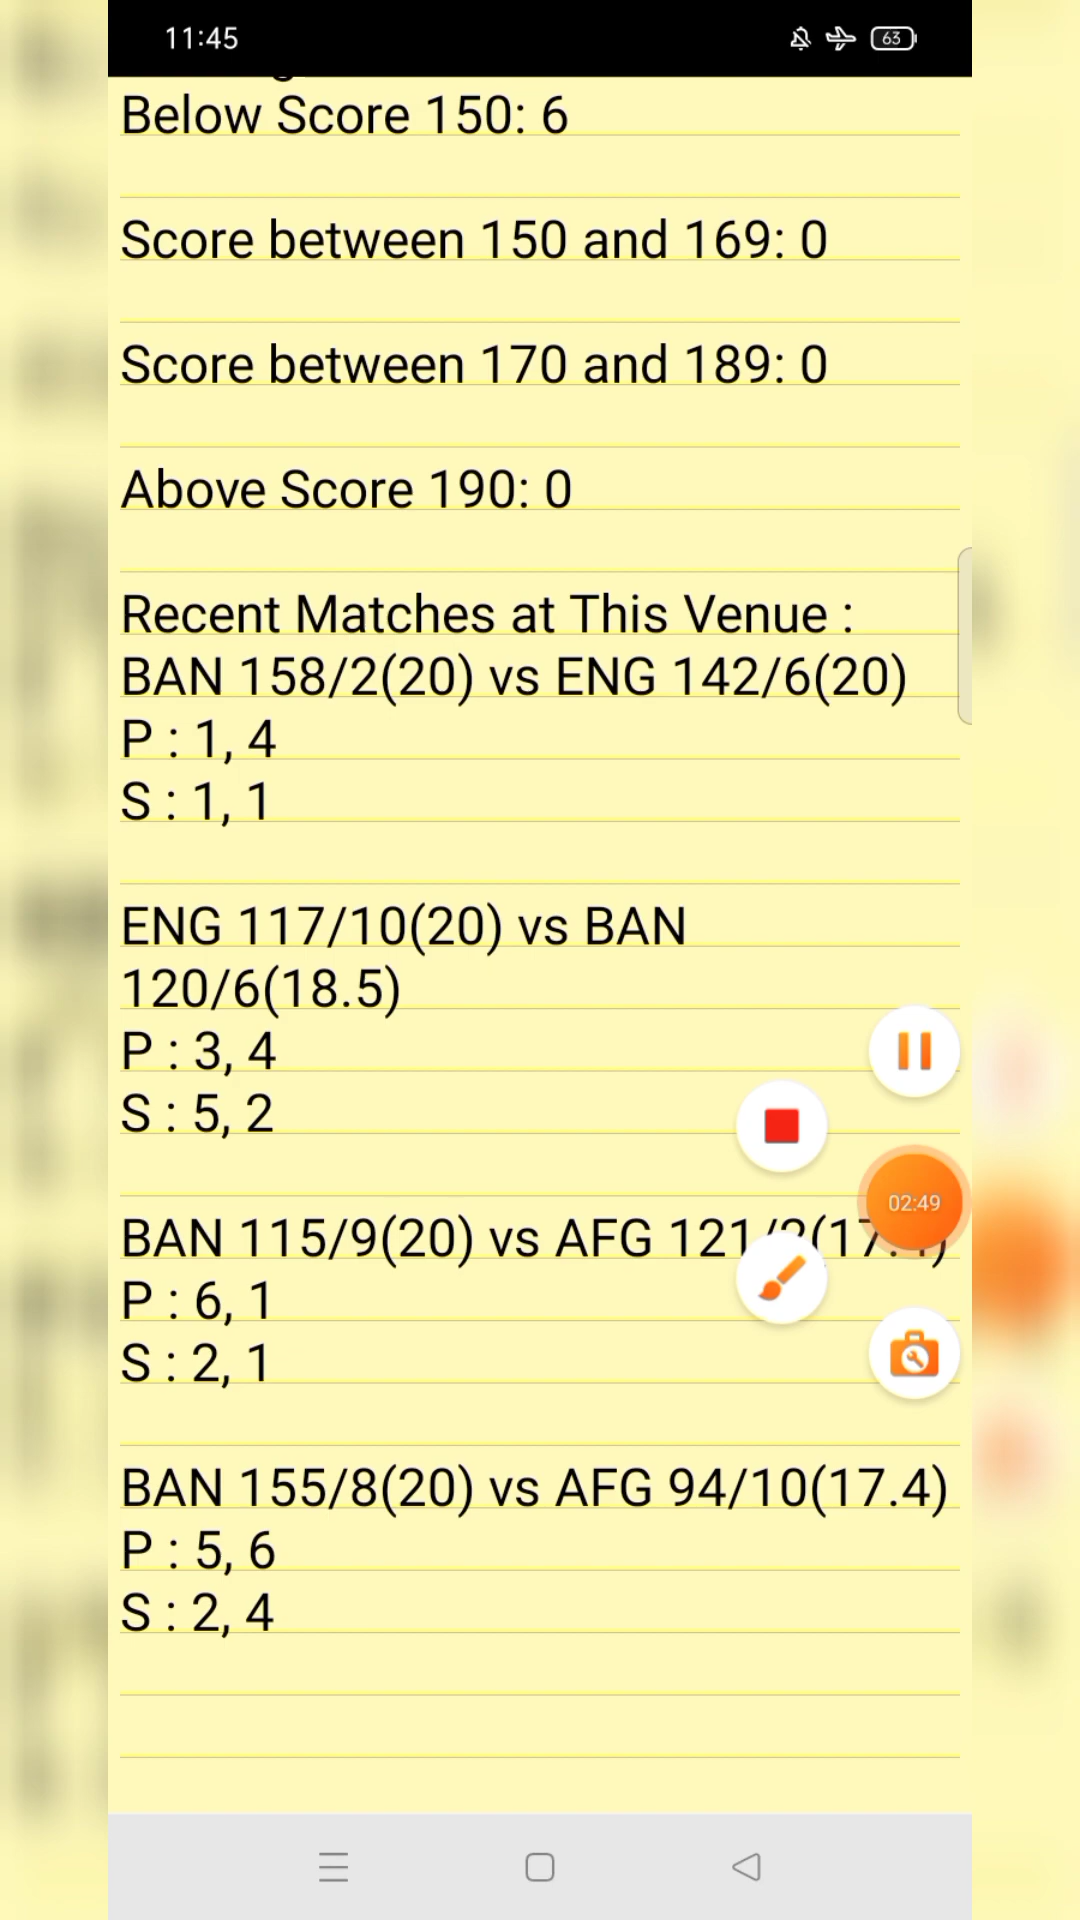 11:45
63
Below Score 150: 6
Score between 150 and 169: 0
Score between 170 and 189: 0
Above Score 190: 0
Recent Matches at This Venue :
BAN 158/2(20) vs ENG 142/6(20)
P : 1, 4
S : 1, 1
ENG 117/10(20) vs BAN
120/6(18.5)
P : 3, 4
S : 5, 2
BAN 115/9(20) vs AFG
02:49
P : 6, 1
S : 2, 1
BAN 155/8(20) vs AFG 94/10(17.4)
P : 5, 6
S : 2, 4